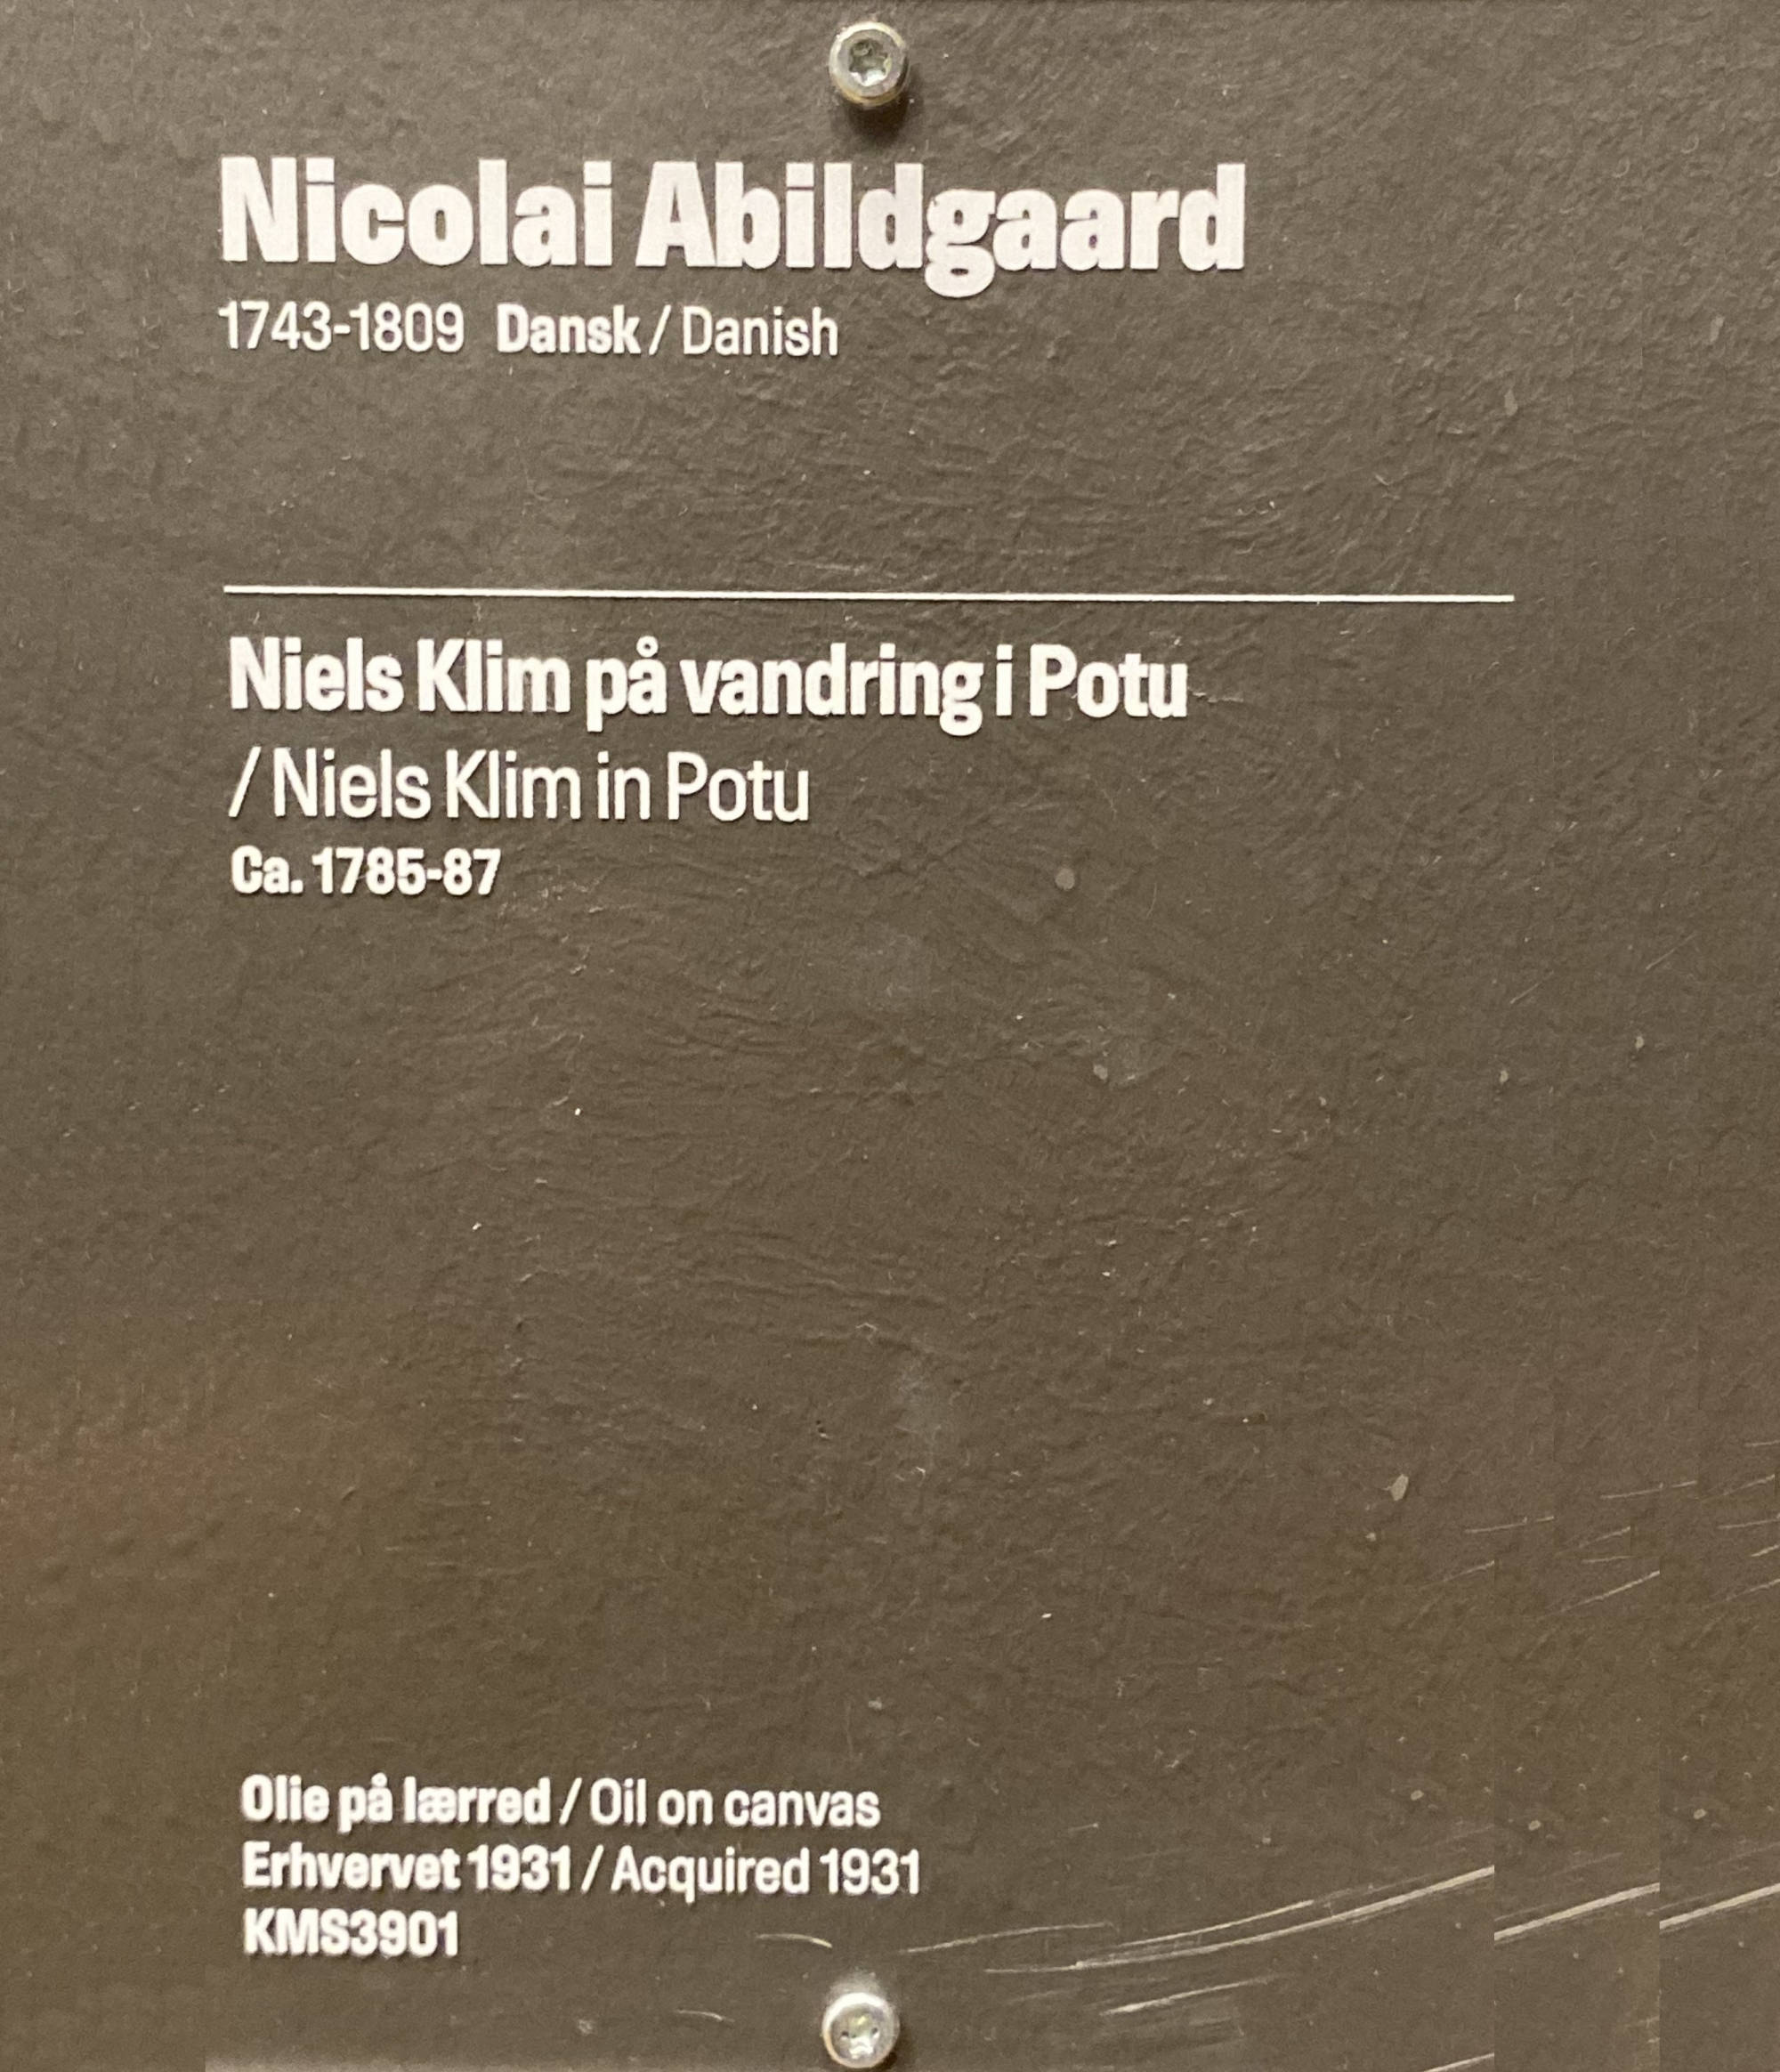 Nicolai Abildgaard
1743-1809 Dansk / Danish
Niels Klim på vandring i Potu
/ Niels Klim in Potu
Ca. 1785-87
Olie på lærred / Oil on canvas
Erhvervet 1931 / Acquired 1931
KMS3901